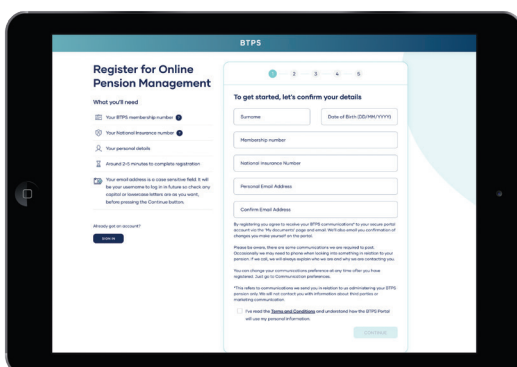 BTPS
Register for Online
Pension Management
What you'll need
Your BTPS membership number ?
Your National Insurance number ?
Your personal details
Around 2-5 minutes to complete registration
Your email address is a case sensitive field. It will
be your username to log in future so check any
capital or lowercase letters are as you want,
before pressing the Continue button.
Already got an account?
SIGN IN
1 2 3 4 5
To get started, let's confirm your details
Surname Date of Birth (DD/MM/YYYY)
Membership number
National Insurance Number
Personal Email Address
Confirm Email Address
By registering you agree to receive your BTPS communications* to your secure portal
account via the 'My documents' page and email. We'll also email you confirmation of
changes you make yourself on the portal.
Please be aware, there are some communications we are required to post.
Occasionally we may need to phone when looking into something in relation to your
pension. If we call, we will always explain who we are and why we are contacting you.
You can change your communications preference at any time after you have
registered. Just go to Communication preferences.
*This refers to communications we send you in relation to us administering your BTPS
pension only. We will not contact you with information about third parties or
marketing communication.
I've read the Terms and Conditions and understand how the BTPS Portal
will use my personal information.
CONTINUE